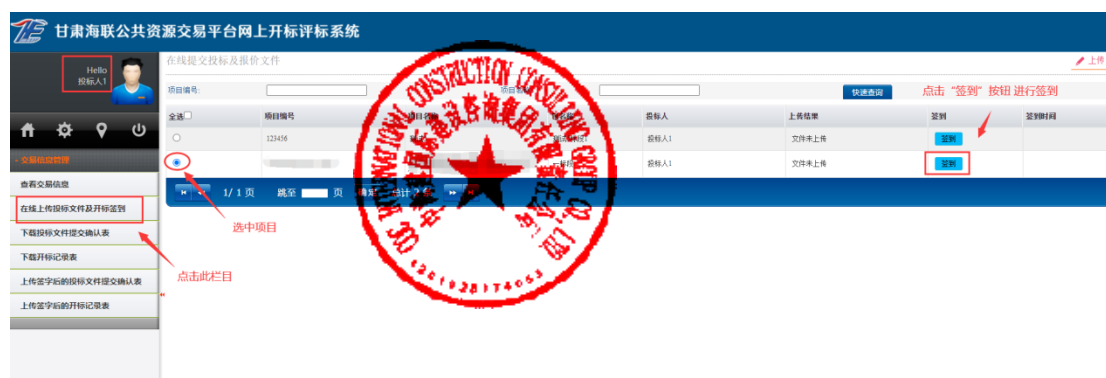 甘肃海联公共资源交易平台网上开标评标系统
Hello
投标人1
在线提交投标及报价文件
上传
项目编号:
快速查询
点击 "签到" 按钮 进行签到
全选
项目编号
投标人
上传结果
签到
签到时间
123456
投标人1
文件未上传
签到
投标人1
文件未上传
签到
1/ 1 页
跳至
页
交易信息管理
查看交易信息
在线上传投标文件及开标签到
下载投标文件提交确认表
下载开标记录表
上传签字后的投标文件提交确认表
上传签字后的开标记录表
选中项目
点击此栏目